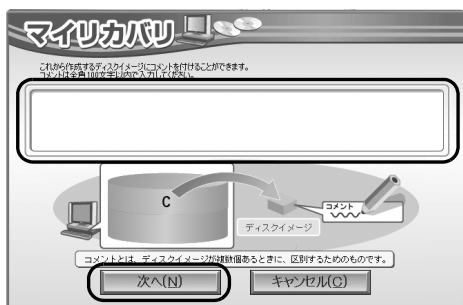 マイリカバリ
これから作成するディスクイメージにコメントを付けることができます。
コメントは全角100文字以内で入力してください。
C
コメント
ディスクイメージ
コメントとは、ディスクイメージが複数個あるときに、区別するためのものです。
次へ(N)
キャンセル(C)